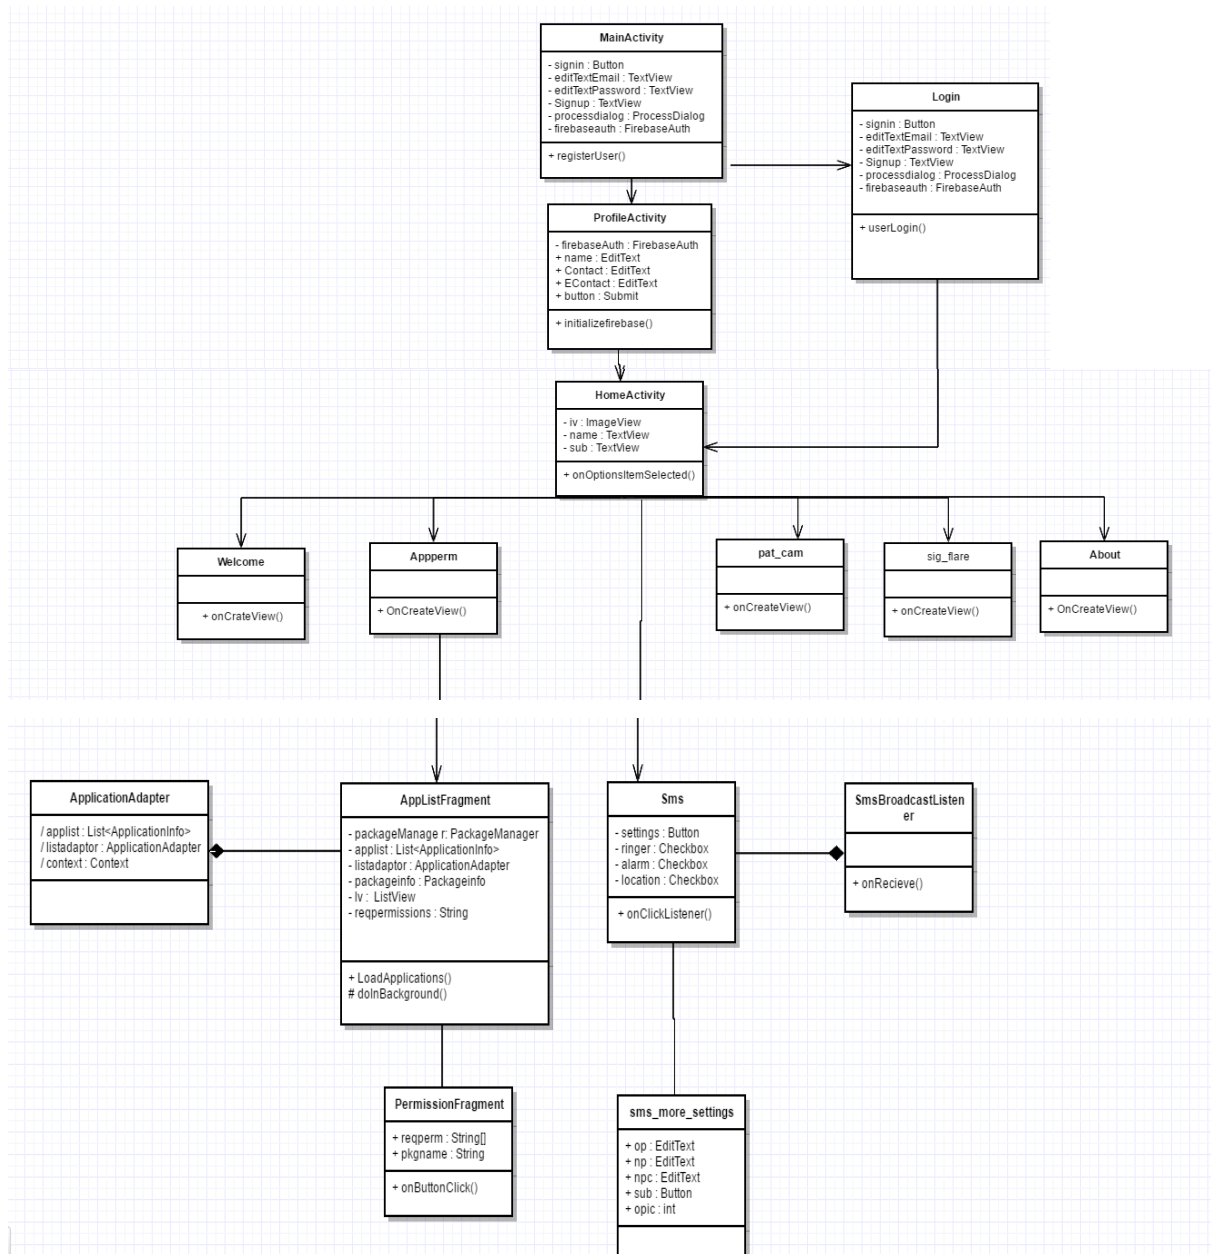 MainActivity
- signin : Button
- editTextEmail : TextView
- editTextPassword : TextView
- Signup : TextView
- processdialog : ProcessDialog
- firebaseauth : FirebaseAuth
+ registerUser()
Login
- signin : Button
- editTextEmail : TextView
- editTextPassword : TextView
- Signup : TextView
- processdialog : ProcessDialog
- firebaseauth : FirebaseAuth
+ userLogin()
ProfileActivity
- firebaseAuth : FirebaseAuth
+ name : EditText
+ Contact : EditText
+ EContact : EditText
+ button : Submit
+ initializefirebase()
HomeActivity
- iv : ImageView
- name : TextView
- sub : TextView
+ onOptionsItemSelected()
Welcome
+ onCrateView()
Appperm
+ OnCreateView()
pat_cam
+ onCreateView()
sig_flare
+ onCreateView()
About
+ OnCreateView()
ApplicationAdapter
/ applist : List<ApplicationInfo>
/ listadaptor : ApplicationAdapter
/ context : Context
AppListFragment
- packageManage r: PackageManager
- applist : List<ApplicationInfo>
- listadaptor : ApplicationAdapter
- packageinfo : Packageinfo
- lv : ListView
- reqpermissions : String
+ LoadApplications()
# doInBackground()
Sms
- settings : Button
- ringer : Checkbox
- alarm : Checkbox
- location : Checkbox
+ onClickListener()
SmsBroadcastListen
er
+ onRecieve()
PermissionFragment
+ reqperm : String[]
+ pkgname : String
+ onButtonClick()
sms_more_settings
+ op : EditText
+ np : EditText
+ npc : EditText
+ sub : Button
+ opic : int